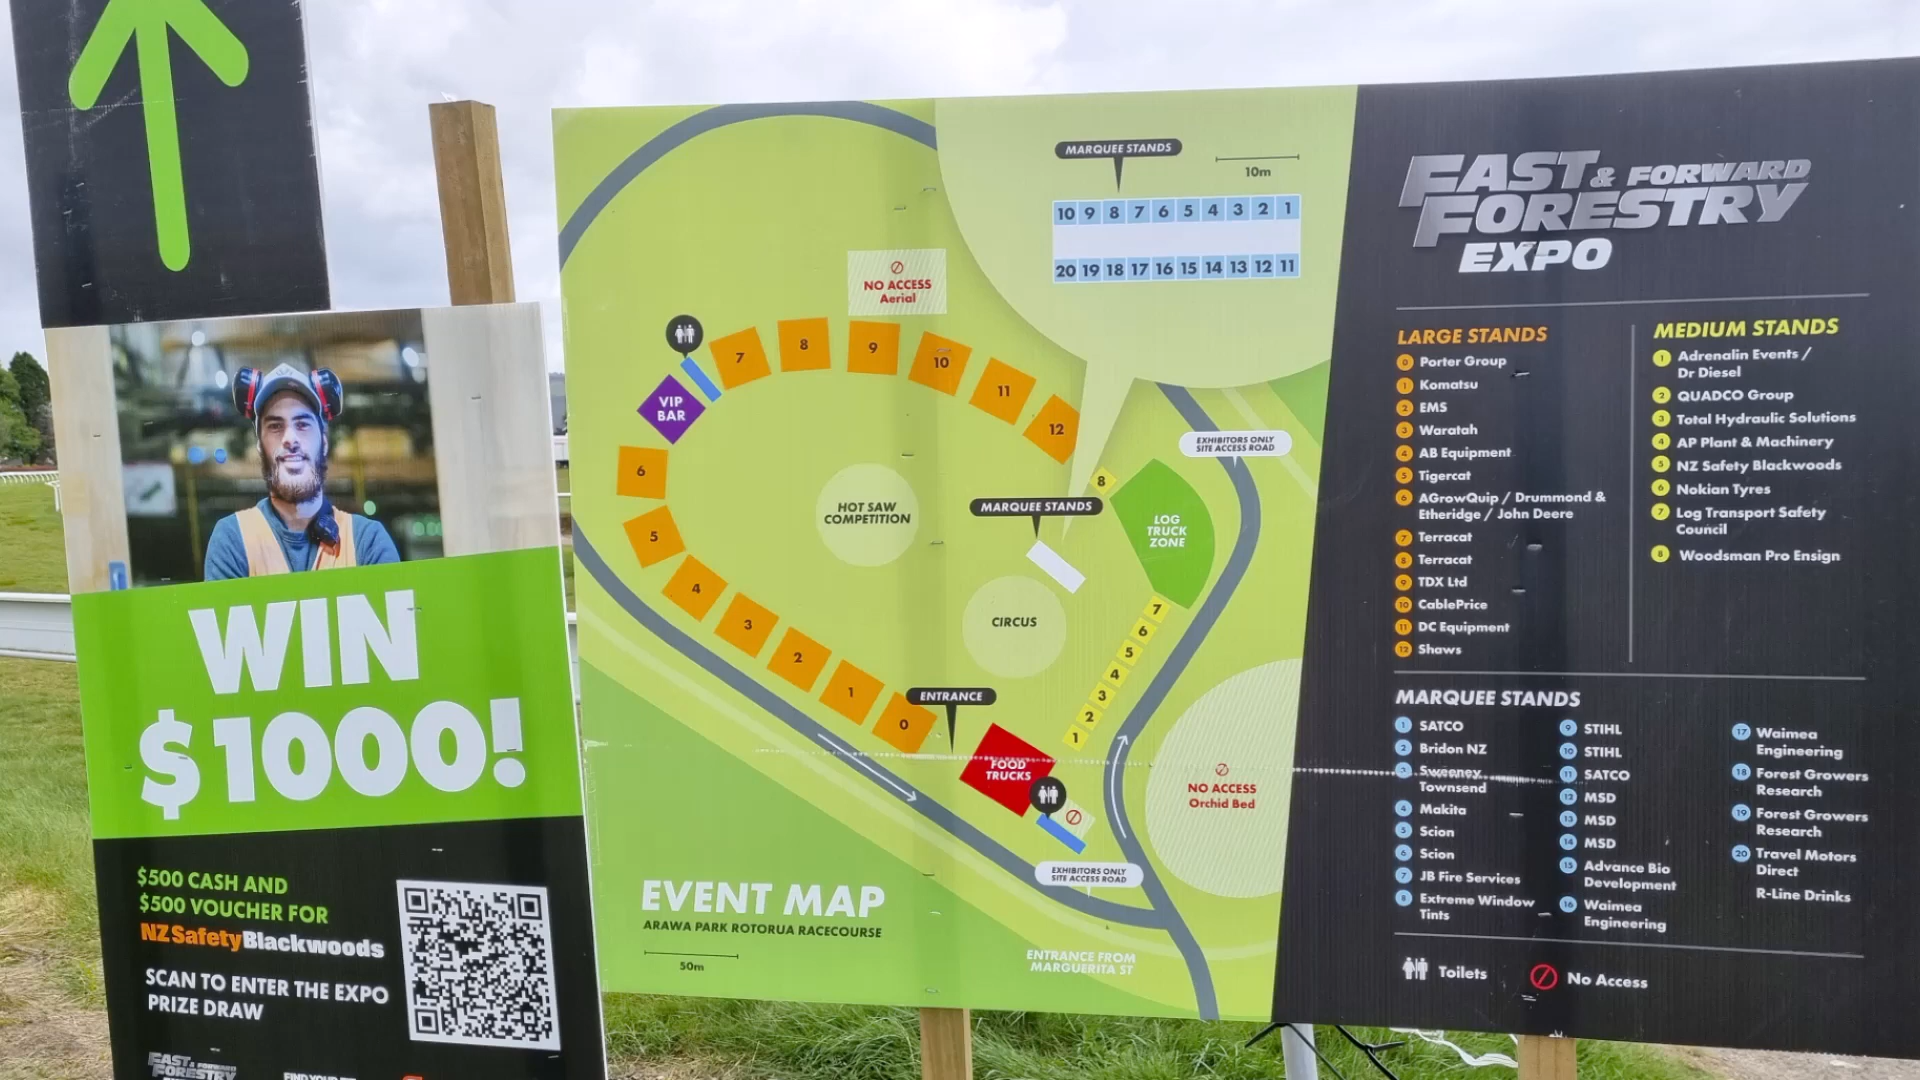 WIN
$1000!
$500 CASH AND
$500 VOUCHER FOR
NZSafetyBlackwoods
SCAN TO ENTER THE EXPO
PRIZE DRAW
FAST & FORWARD
FORESTRY
MARQUEE STANDS
10m
10 9 8 7 6 5 4 3 2 1
20 19 18 17 16 15 14 13 12 11
NO ACCESS
Aerial
7
8
9
10
11
12
VIP
BAR
6
5
4
3
2
1
0
HOT SAW
COMPETITION
EXHIBITORS ONLY
SITE ACCESS ROAD
8
MARQUEE STANDS
LOG
TRUCK
ZONE
CIRCUS
7
6
5
4
3
2
1
ENTRANCE
FOOD
TRUCKS
NO ACCESS
Orchid Bed
EXHIBITORS ONLY
SITE ACCESS ROAD
EVENT MAP
ARAWA PARK ROTORUA RACECOURSE
50m
ENTRANCE FROM
MARGUERITA ST
FAST & FORWARD
FORESTRY
EXPO
LARGE STANDS
0 Porter Group
1 Komatsu
2 EMS
3 Waratah
4 AB Equipment
5 Tigercat
6 AGrowQuip / Drummond &
Etheridge / John Deere
7 Terracat
8 Terracat
9 TDX Ltd
10 CablePrice
11 DC Equipment
12 Shaws
MEDIUM STANDS
1 Adrenalin Events /
Dr Diesel
2 QUADCO Group
3 Total Hydraulic Solutions
4 AP Plant & Machinery
5 NZ Safety Blackwoods
6 Nokian Tyres
7 Log Transport Safety
Council
8 Woodsman Pro Ensign
MARQUEE STANDS
1 SATCO
2 Bridon NZ
3 Sweeney
Townsend
4 Makita
5 Scion
6 Scion
7 JB Fire Services
8 Extreme Window
Tints
9 STIHL
10 STIHL
11 SATCO
12 MSD
13 MSD
14 MSD
15 Advance Bio
Development
16 Waimea
Engineering
17 Waimea
Engineering
18 Forest Growers
Research
19 Forest Growers
Research
20 Travel Motors
Direct
R-Line Drinks
Toilets
No Access